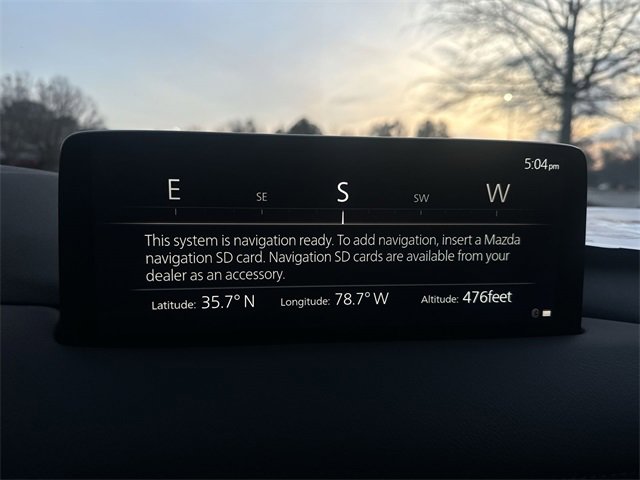 5:04pm
E SE S SW W
This system is navigation ready. To add navigation, insert a Mazda
navigation SD card. Navigation SD cards are available from your
dealer as an accessory.
Latitude: 35.7° N Longitude: 78.7° W Altitude: 476feet